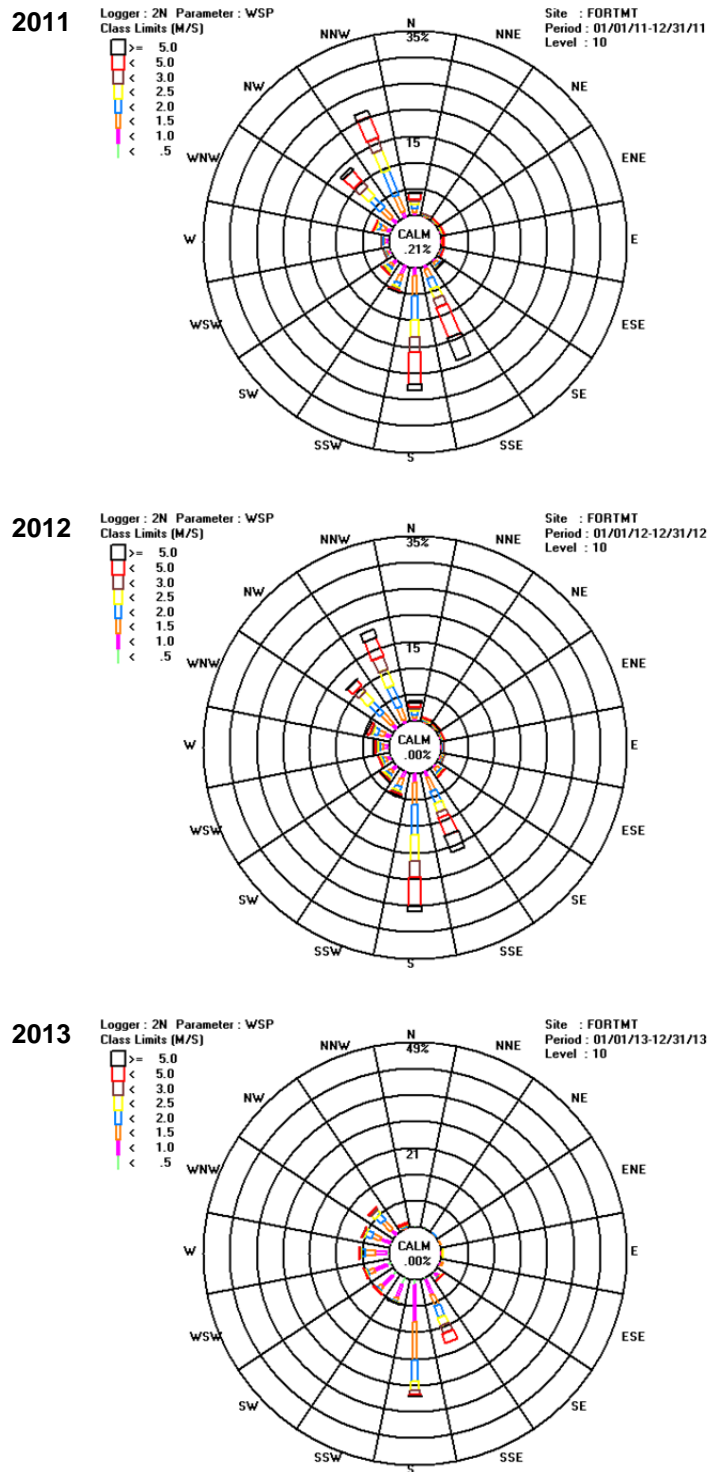 2011
Logger : 2N Parameter : WSP
Class Limits (M/S)
>= 5.0
< 5.0
< 3.0
< 2.5
< 2.0
< 1.5
< 1.0
< .5
Site : FORTMT
Period : 01/01/11-12/31/11
Level : 10
N
35%
NNW
NNE
NW
NE
15
WNW
ENE
CALM
.21%
W
E
WSW
ESE
SW
SE
SSW
SSE
S
2012
Logger : 2N Parameter : WSP
Class Limits (M/S)
>= 5.0
< 5.0
< 3.0
< 2.5
< 2.0
< 1.5
< 1.0
< .5
Site : FORTMT
Period : 01/01/12-12/31/12
Level : 10
N
35%
NNW
NNE
NW
NE
15
WNW
ENE
CALM
.00%
W
E
WSW
ESE
SW
SE
SSW
SSE
S
2013
Logger : 2N Parameter : WSP
Class Limits (M/S)
>= 5.0
< 5.0
< 3.0
< 2.5
< 2.0
< 1.5
< 1.0
< .5
Site : FORTMT
Period : 01/01/13-12/31/13
Level : 10
N
49%
NNW
NNE
NW
NE
21
WNW
ENE
CALM
.00%
W
E
WSW
ESE
SW
SE
SSW
SSE
S